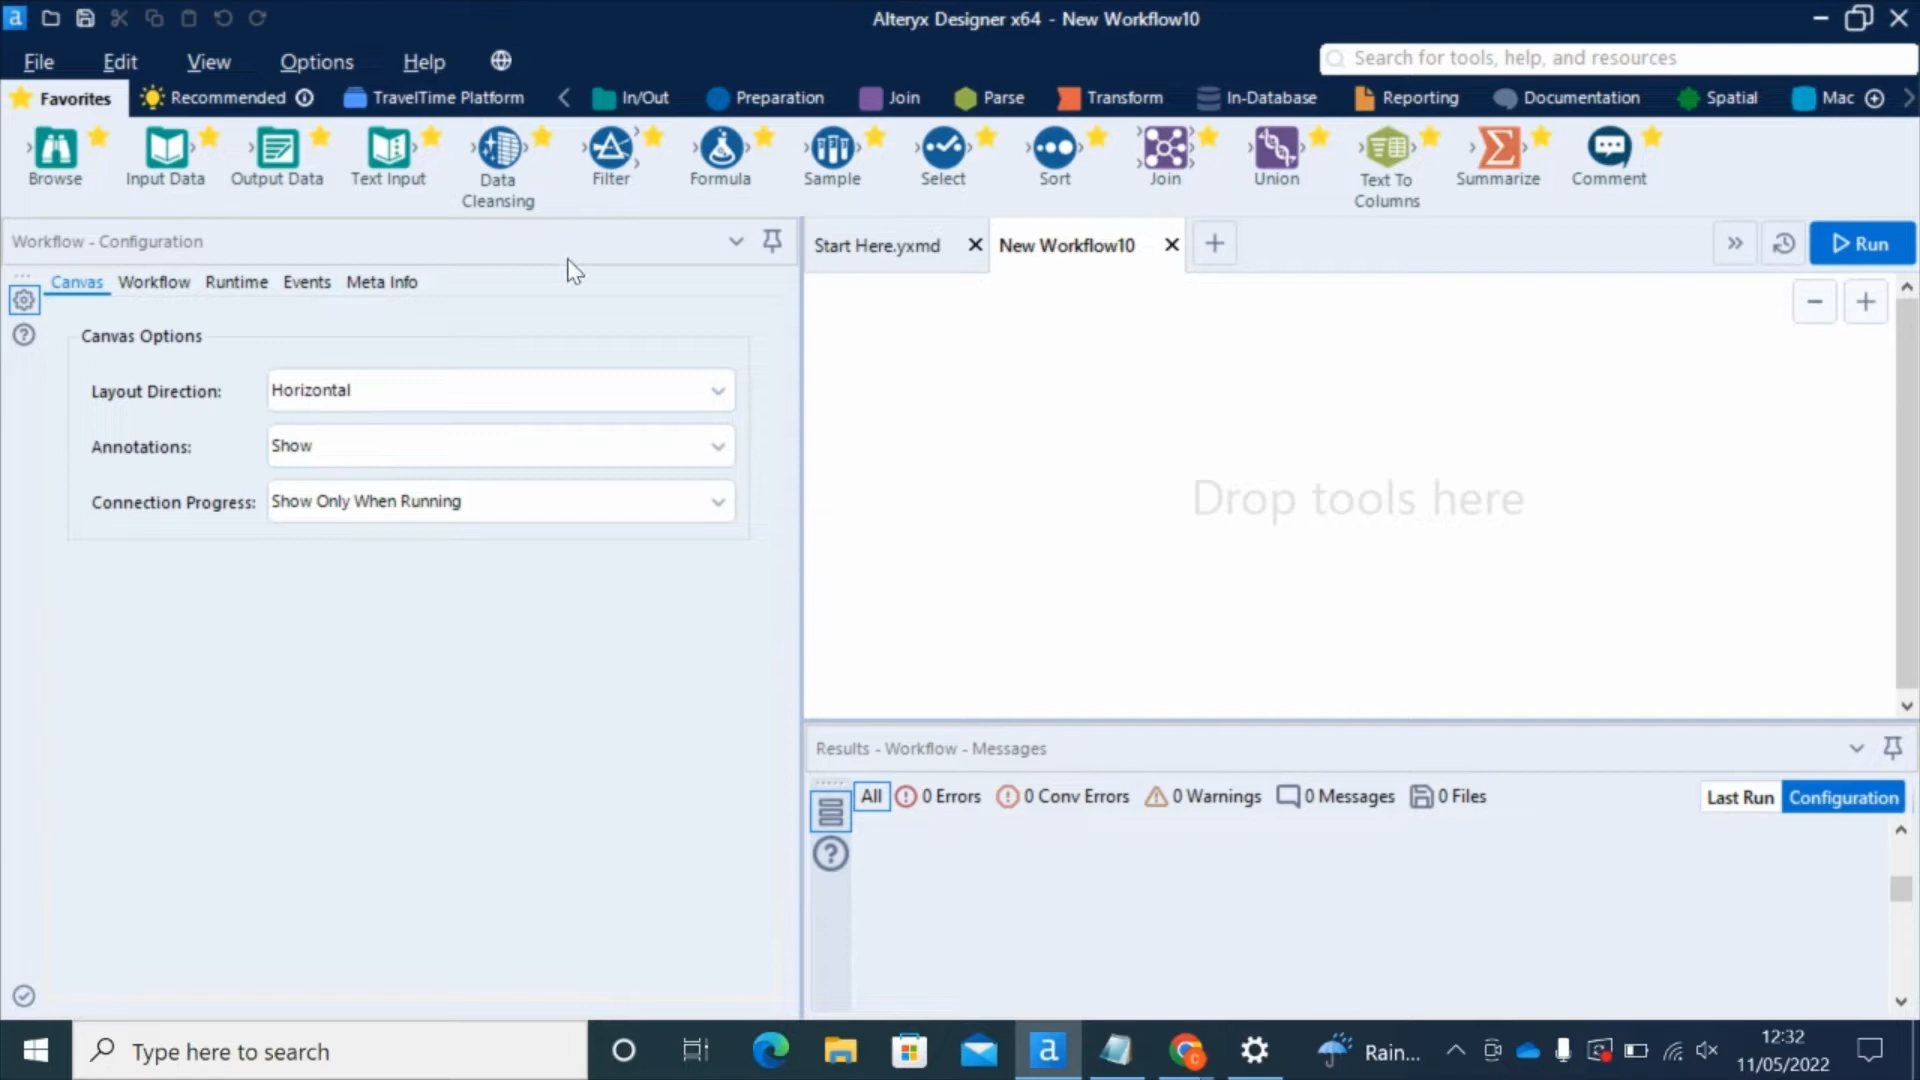 Alteryx Designer x64 - New Workflow10
File Edit View Options Help
Search for tools, help, and resources
Favorites Recommended TravelTime Platform In/Out Preparation Join Parse Transform In-Database Reporting Documentation Spatial Mac
Browse Input Data Output Data Text Input Data Cleansing Filter Formula Sample Select Sort Join Union Text To Columns Summarize Comment
Workflow - Configuration
Start Here.yxmd New Workflow10
Run
Canvas Workflow Runtime Events Meta Info
Canvas Options
Layout Direction: Horizontal
Annotations: Show
Connection Progress: Show Only When Running
Drop tools here
Results - Workflow - Messages
All 0 Errors 0 Conv Errors 0 Warnings 0 Messages 0 Files
Last Run Configuration
Type here to search
Rain...
12:32
11/05/2022